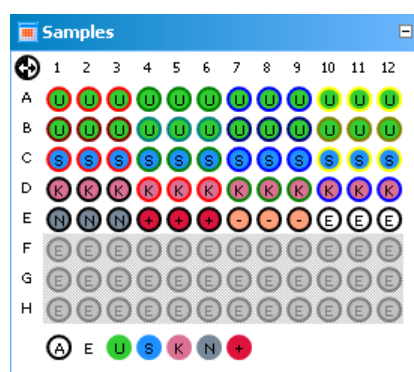 Samples
1 2 3 4 5 6 7 8 9 10 11 12
A U U U U U U U U U U U U
B U U U U U U U U U U U U
C S S S S S S S S S S S S
D K K K K K K K K K K K K
E N N N + + + - - - E E E
F E E E E E E E E E E E E
G E E E E E E E E E E E E
H E E E E E E E E E E E E
A E U S K N +